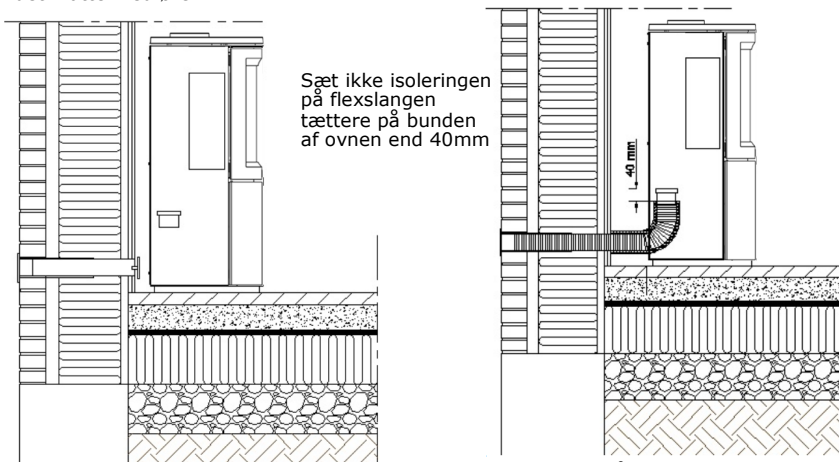 Sæt ikke isoleringen
på flexslangen
tættere på bunden
af ovnen end 40mm
40 mm